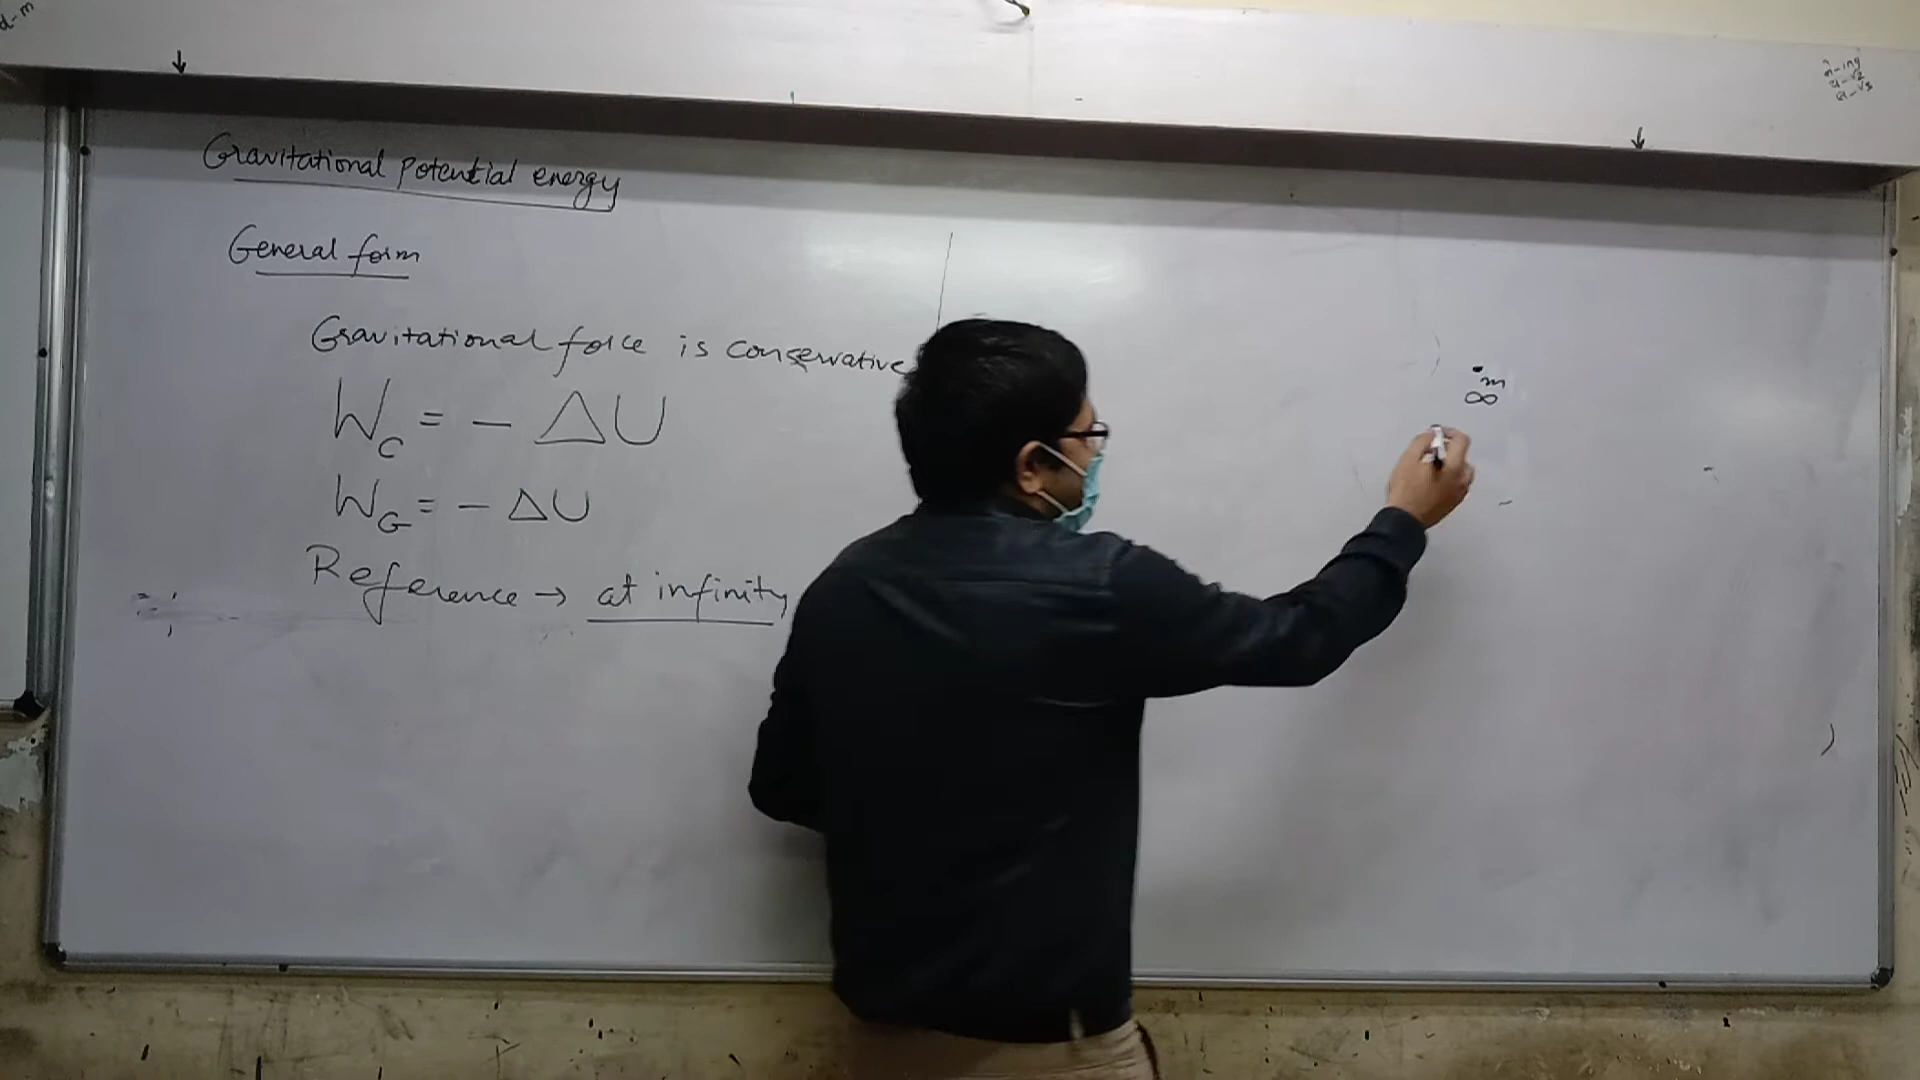 d-m
Gravitational potential energy
General form
Gravitational force is conservative
W_C = - ΔU
W_G = - ΔU
Reference → at infinity
m
∞